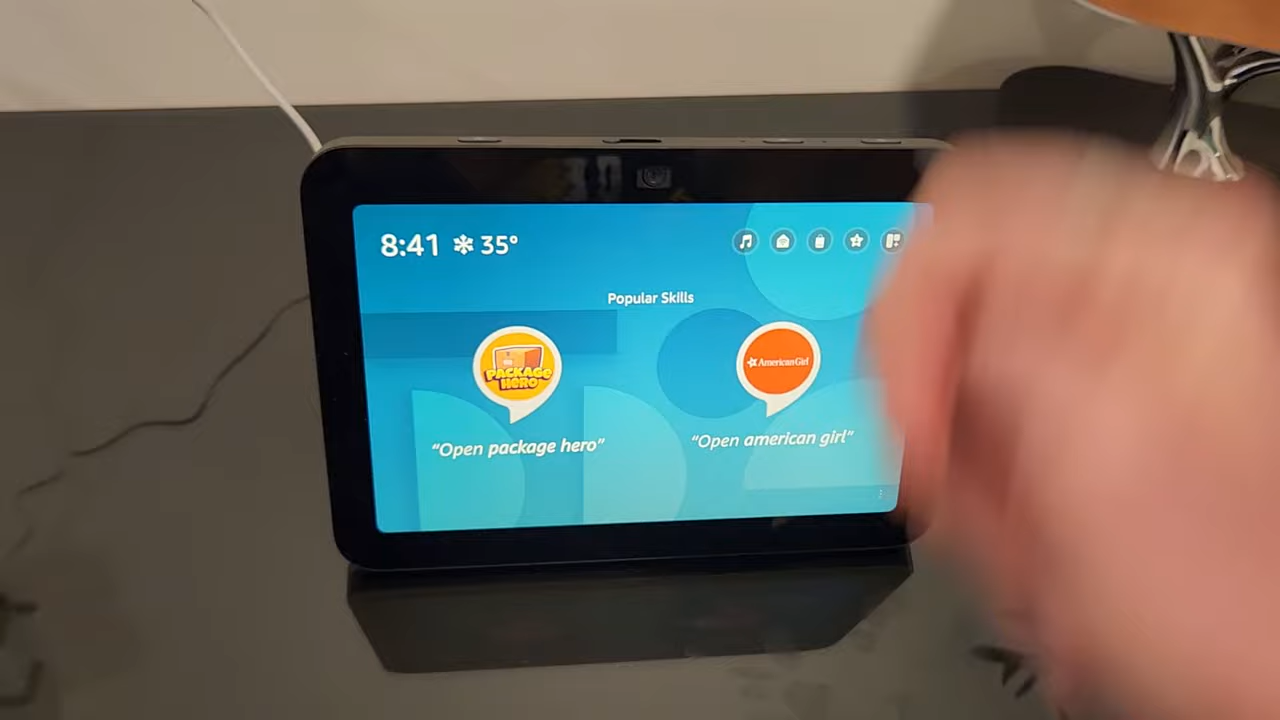 8:41 35°
Popular Skills
PACKAGE
HERO
American Girl
“Open package hero”
“Open american girl”